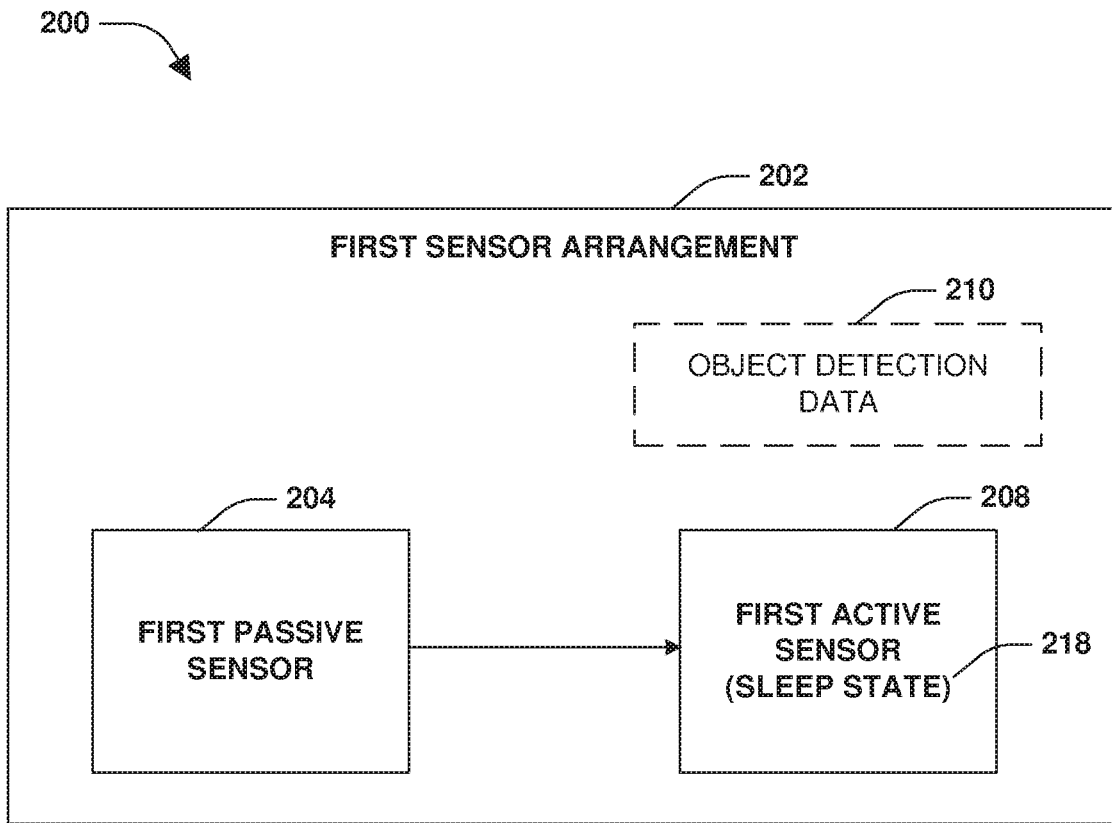 200
202
FIRST SENSOR ARRANGEMENT
210
OBJECT DETECTION
DATA
204
208
FIRST PASSIVE
SENSOR
FIRST ACTIVE
SENSOR
(SLEEP STATE)
218